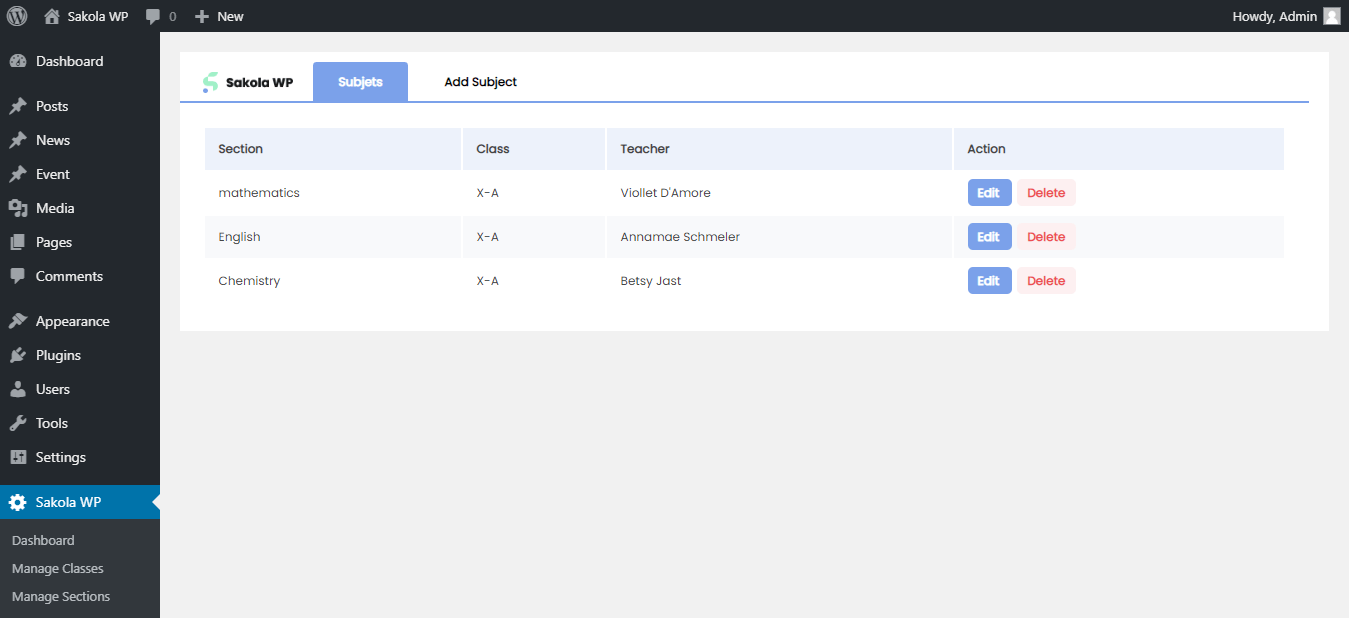 Sakola WP 0 New Howdy, Admin
Dashboard
Posts
News
Event
Media
Pages
Comments
Appearance
Plugins
Users
Tools
Settings
Sakola WP
Dashboard
Manage Classes
Manage Sections
Sakola WP Subjets Add Subject
Section Class Teacher Action
mathematics X-A Viollet D'Amore Edit Delete
English X-A Annamae Schmeler Edit Delete
Chemistry X-A Betsy Jast Edit Delete